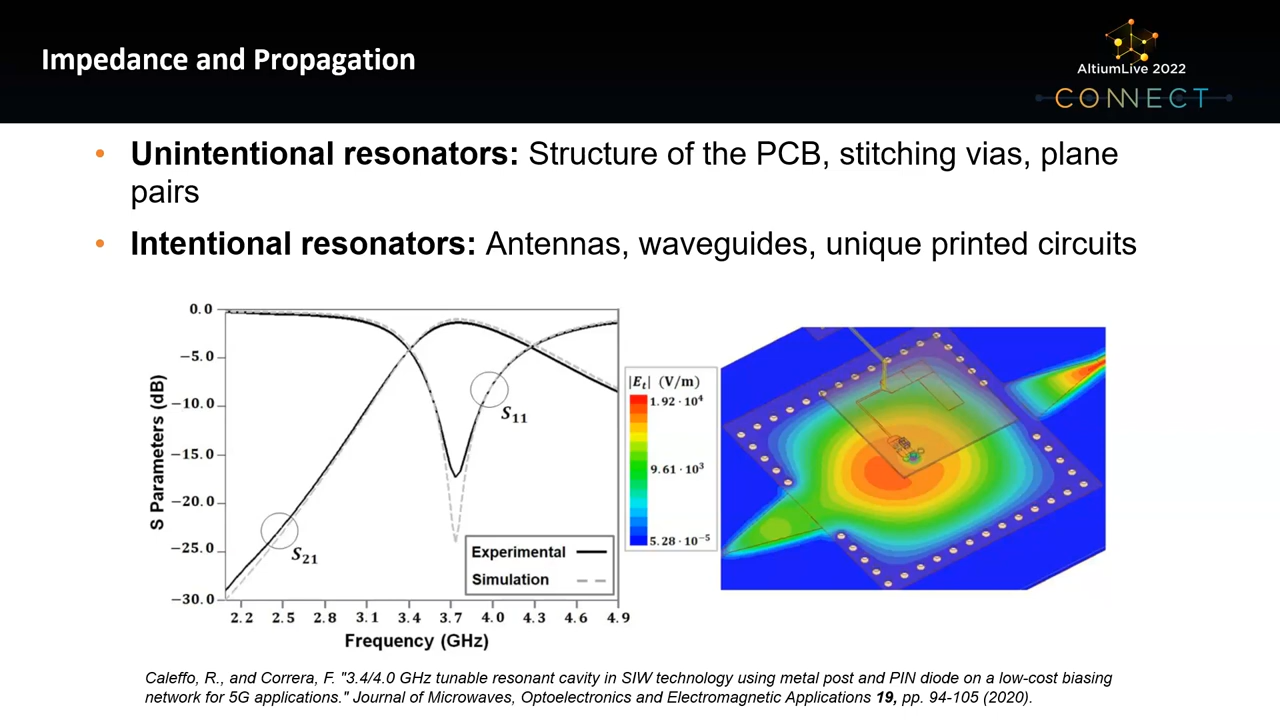 Impedance and Propagation
AltiumLive 2022
CONNECT
• Unintentional resonators: Structure of the PCB, stitching vias, plane
pairs
• Intentional resonators: Antennas, waveguides, unique printed circuits
S Parameters (dB)
0.0
−5.0
−10.0
−15.0
−20.0
−25.0
−30.0
S11
S21
Experimental
Simulation
2.2 2.5 2.8 3.1 3.4 3.7 4.0 4.3 4.6 4.9
Frequency (GHz)
|Et| (V/m)
1.92 · 10⁴
9.61 · 10³
5.28 · 10⁻⁵
Caleffo, R., and Correra, F. "3.4/4.0 GHz tunable resonant cavity in SIW technology using metal post and PIN diode on a low-cost biasing
network for 5G applications." Journal of Microwaves, Optoelectronics and Electromagnetic Applications 19, pp. 94-105 (2020).